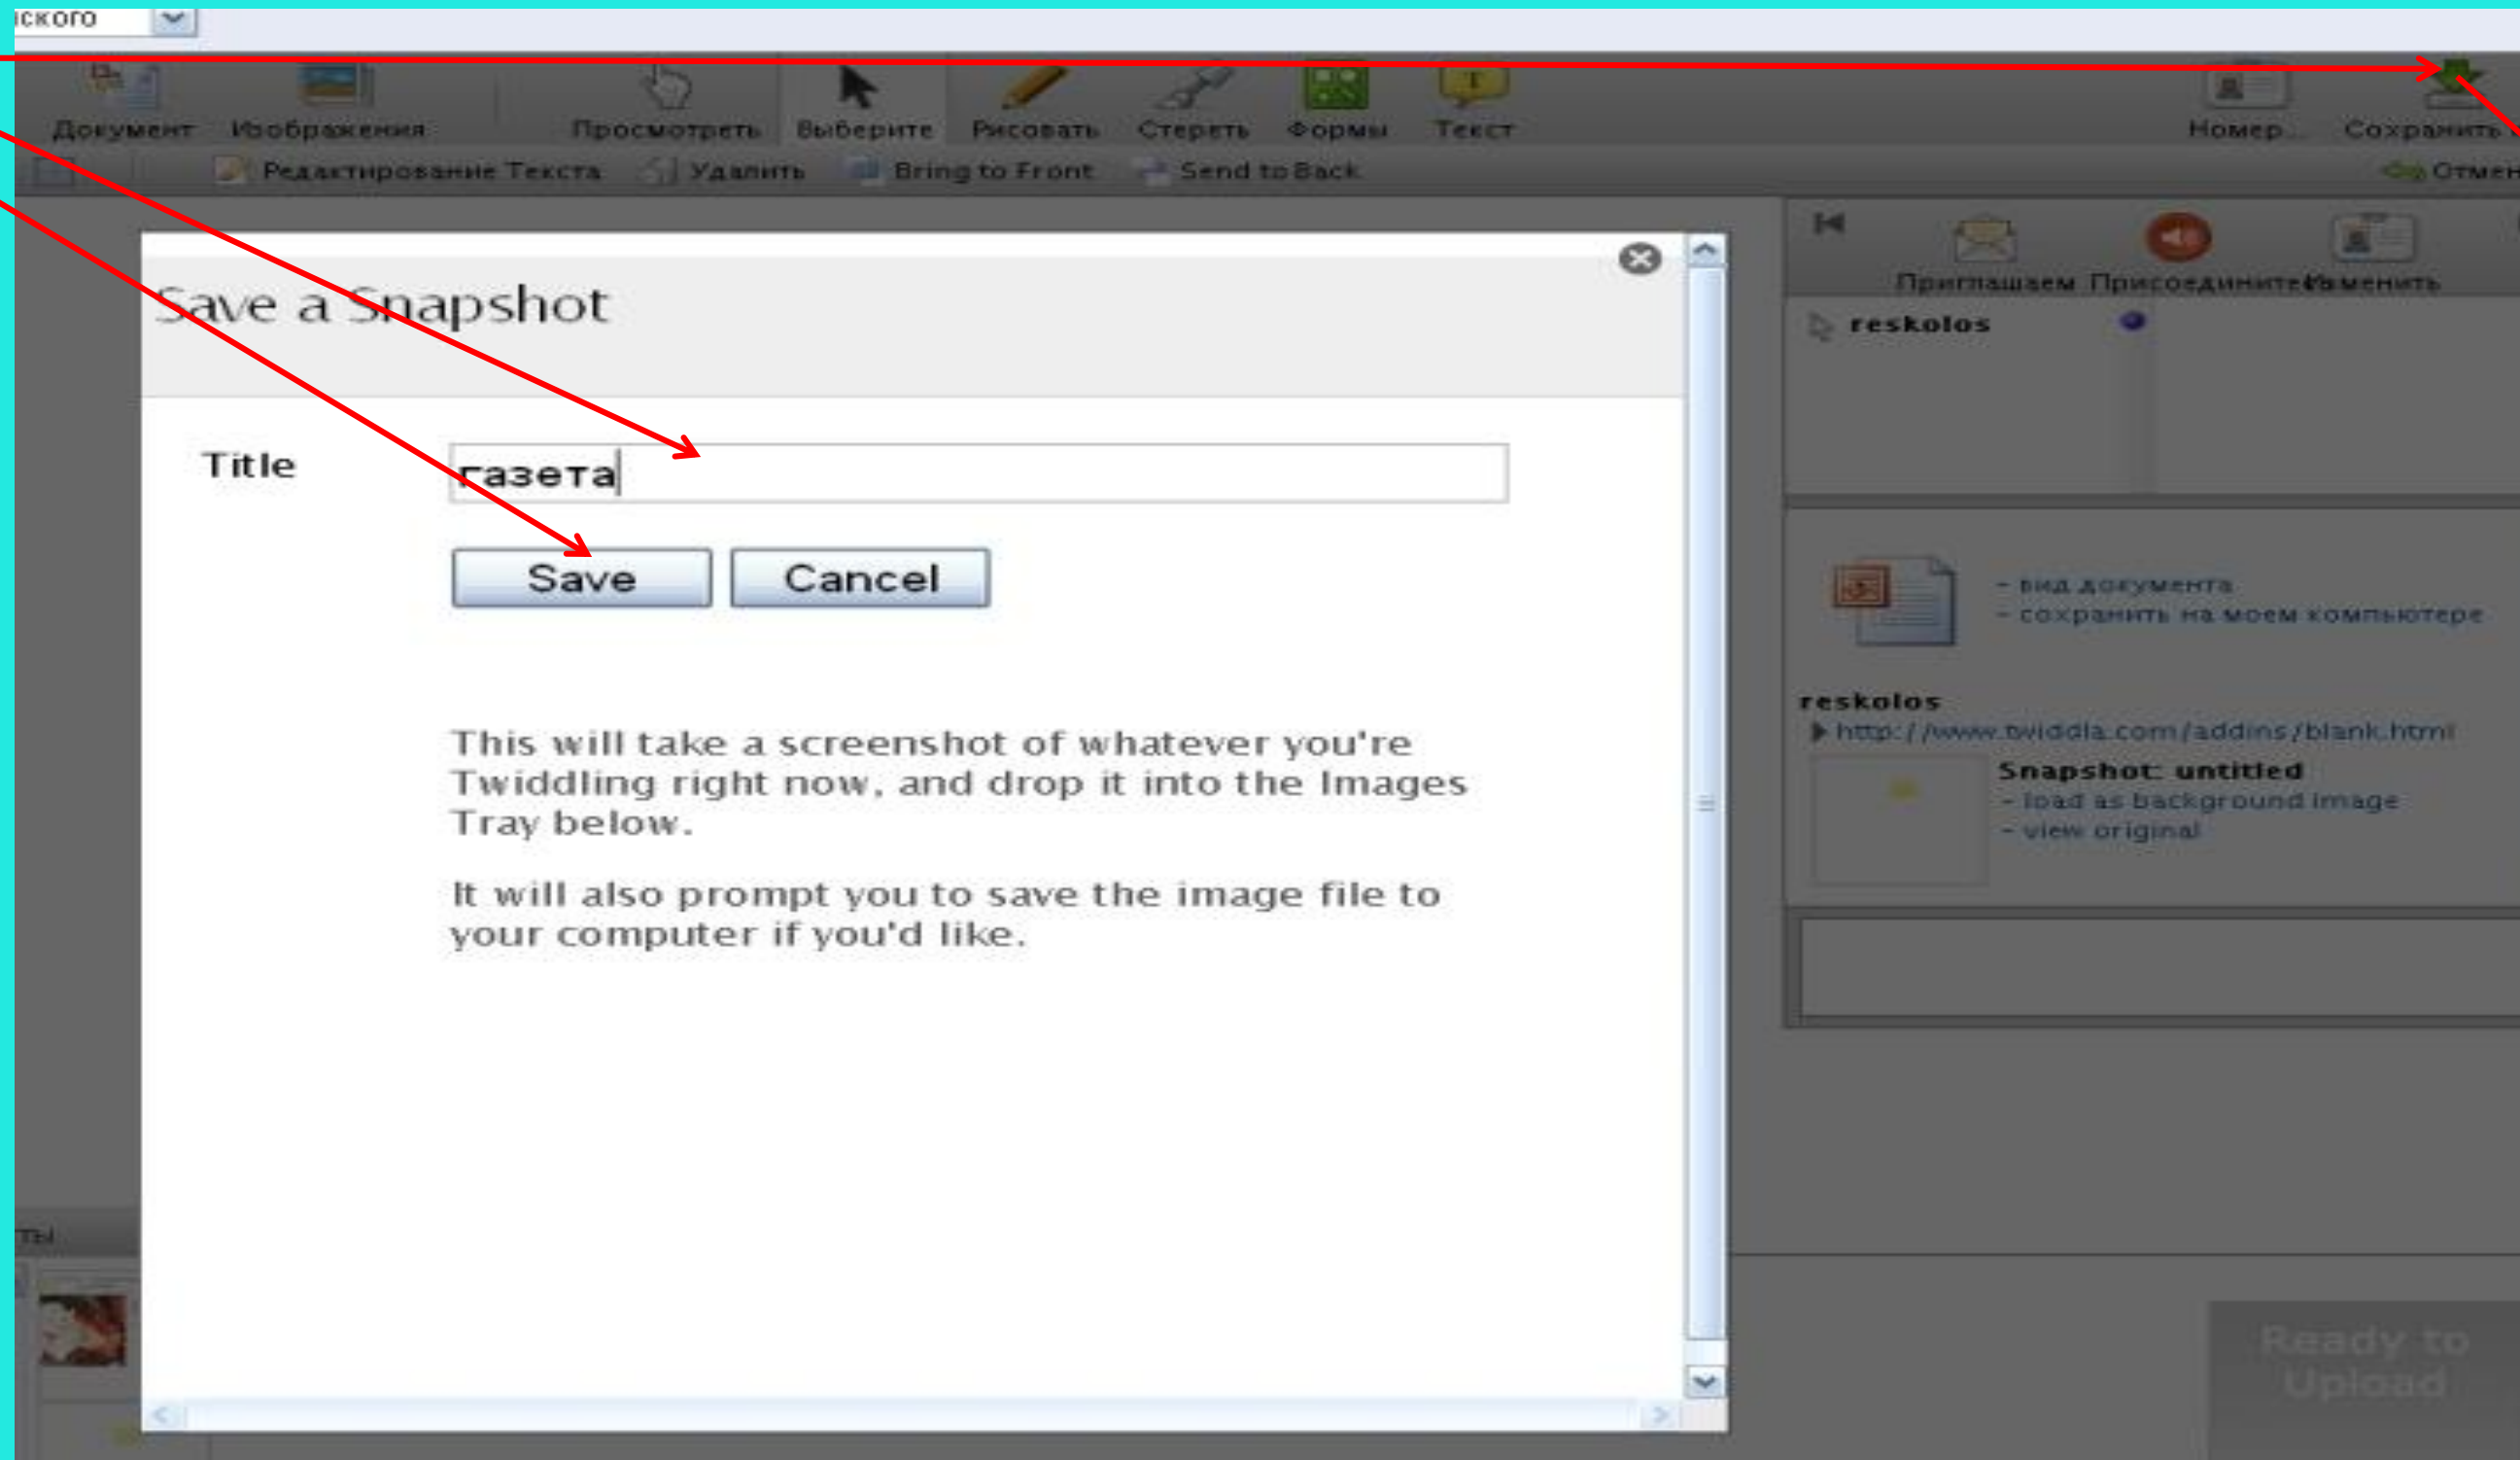 Документ Изображения Просмотреть Выберите Рисовать Стереть Формы Текст Номер... Сохранить
Редактирование Текста Удалить Bring to Front Send to Back
Приглашаем Присоединитесь Изменить
Save a Snapshot
reskolos
Title газета
Save Cancel
- вид документа
- сохранить на моем компьютере
reskolos
http://www.twiddla.com/addins/blank.html
Snapshot: untitled
- load as background image
- view original
This will take a screenshot of whatever you're
Twiddling right now, and drop it into the Images
Tray below.
It will also prompt you to save the image file to
your computer if you'd like.
Ready to
Upload